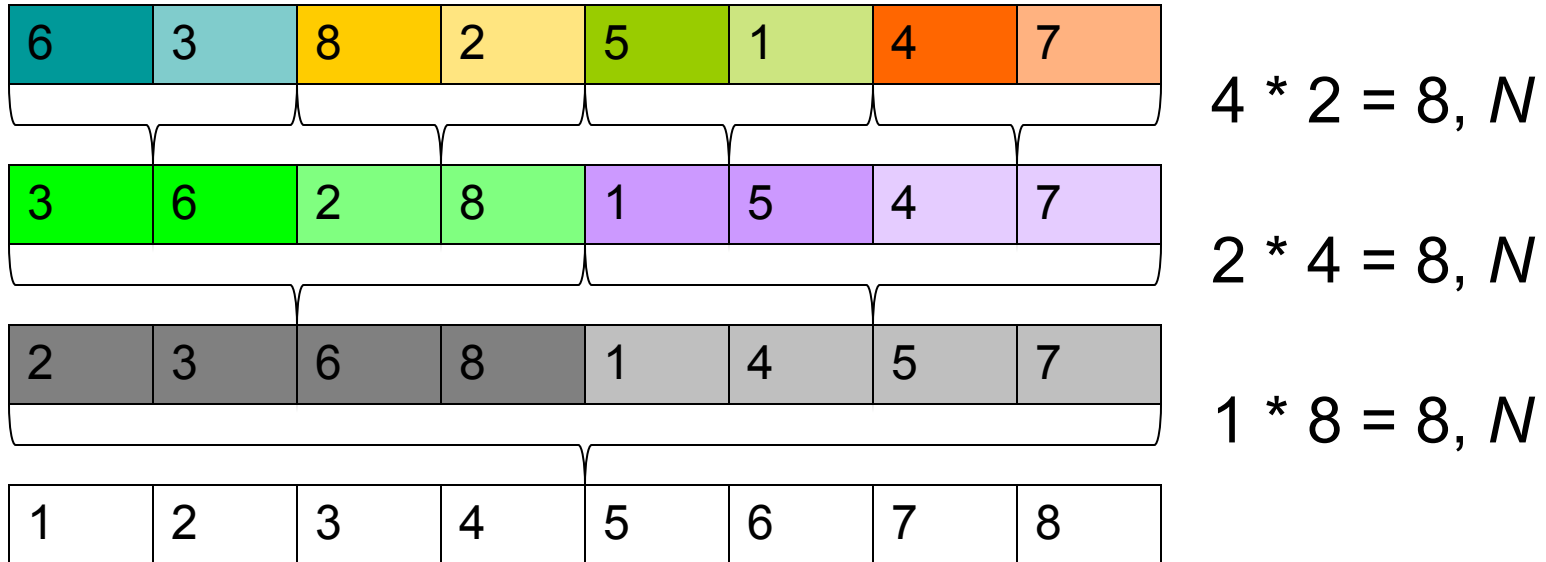 6 3 8 2 5 1 4 7
4 * 2 = 8, N
3 6 2 8 1 5 4 7
2 * 4 = 8, N
2 3 6 8 1 4 5 7
1 * 8 = 8, N
1 2 3 4 5 6 7 8